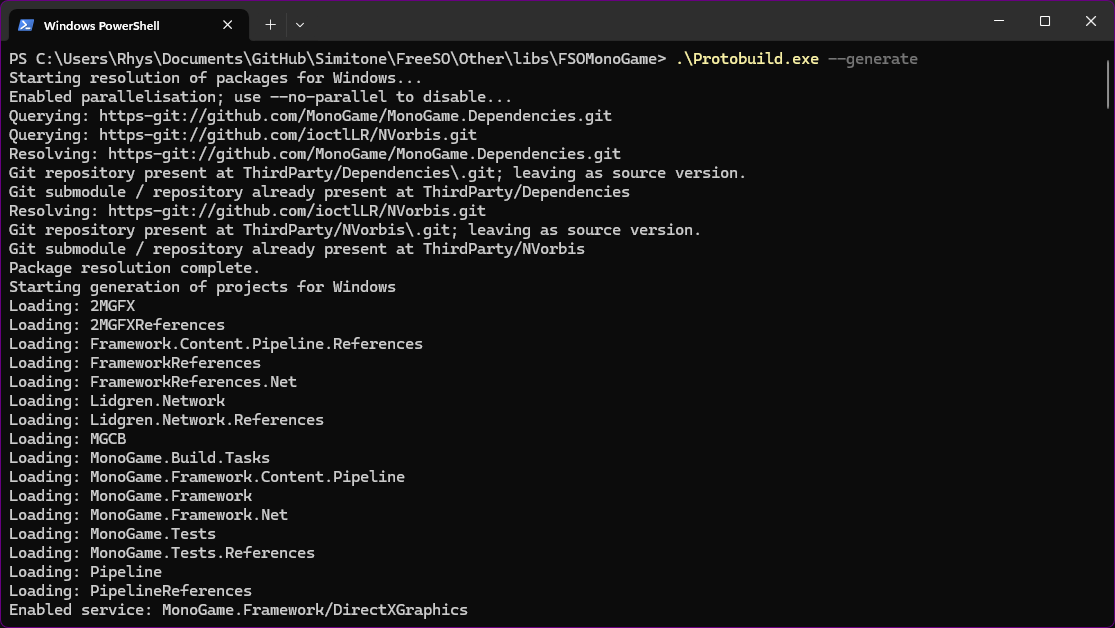 Windows PowerShell
PS C:\Users\Rhys\Documents\GitHub\Simitone\FreeSO\Other\libs\FSOMonoGame> .\Protobuild.exe --generate
Starting resolution of packages for Windows...
Enabled parallelisation; use --no-parallel to disable...
Querying: https-git://github.com/MonoGame/MonoGame.Dependencies.git
Querying: https-git://github.com/ioctlLR/NVorbis.git
Resolving: https-git://github.com/MonoGame/MonoGame.Dependencies.git
Git repository present at ThirdParty/Dependencies\.git; leaving as source version.
Git submodule / repository already present at ThirdParty/Dependencies
Resolving: https-git://github.com/ioctlLR/NVorbis.git
Git repository present at ThirdParty/NVorbis\.git; leaving as source version.
Git submodule / repository already present at ThirdParty/NVorbis
Package resolution complete.
Starting generation of projects for Windows
Loading: 2MGFX
Loading: 2MGFXReferences
Loading: Framework.Content.Pipeline.References
Loading: FrameworkReferences
Loading: FrameworkReferences.Net
Loading: Lidgren.Network
Loading: Lidgren.Network.References
Loading: MGCB
Loading: MonoGame.Build.Tasks
Loading: MonoGame.Framework.Content.Pipeline
Loading: MonoGame.Framework
Loading: MonoGame.Framework.Net
Loading: MonoGame.Tests
Loading: MonoGame.Tests.References
Loading: Pipeline
Loading: PipelineReferences
Enabled service: MonoGame.Framework/DirectXGraphics